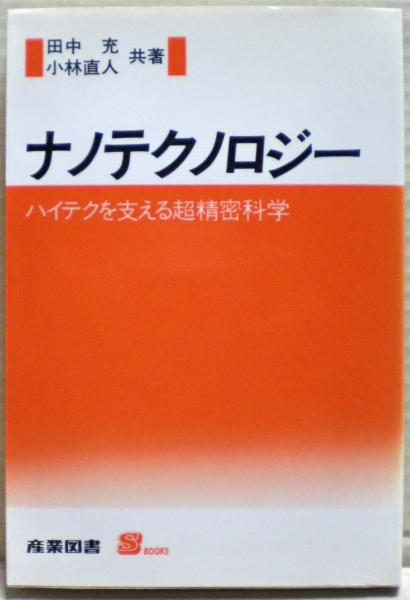 田中 充
小林直人 共著
ナノテクノロジー
ハイテクを支える超精密科学
産業図書 S BOOKS